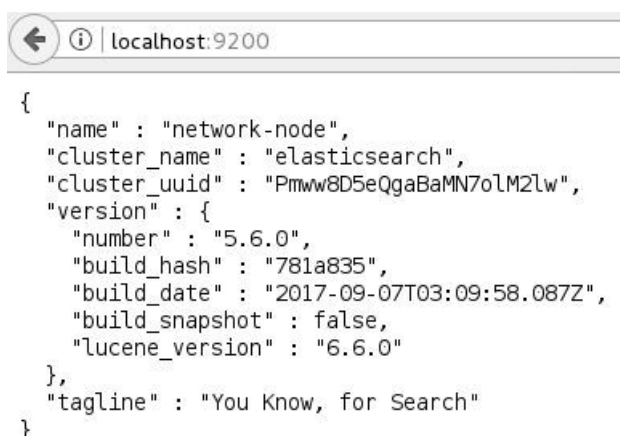 localhost:9200
{
"name" : "network-node",
"cluster_name" : "elasticsearch",
"cluster_uuid" : "Pmww8D5eQgaBaMN7olM2lw",
"version" : {
"number" : "5.6.0",
"build_hash" : "781a835",
"build_date" : "2017-09-07T03:09:58.087Z",
"build_snapshot" : false,
"lucene_version" : "6.6.0"
},
"tagline" : "You Know, for Search"
}